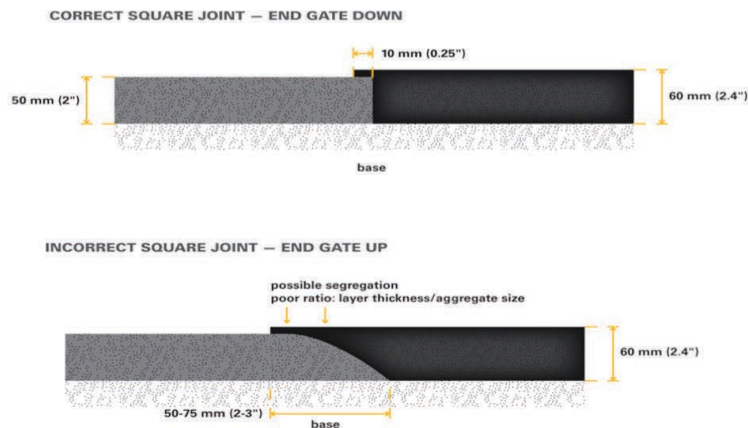 CORRECT SQUARE JOINT — END GATE DOWN
10 mm (0.25")
50 mm (2")
60 mm (2.4")
base
INCORRECT SQUARE JOINT — END GATE UP
possible segregation
poor ratio: layer thickness/aggregate size
60 mm (2.4")
50-75 mm (2-3")
base